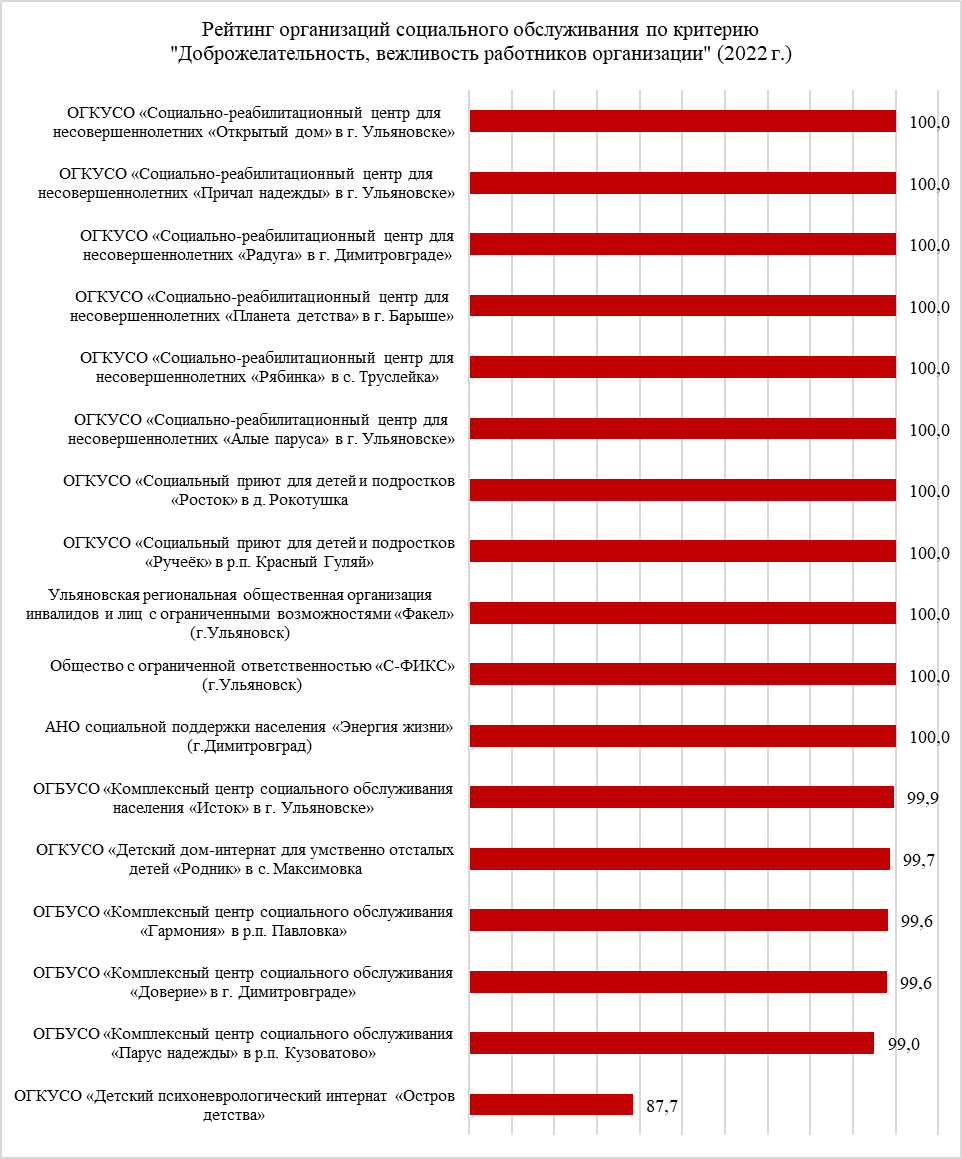 Рейтинг организаций социального обслуживания по критерию
"Доброжелательность, вежливость работников организации" (2022 г.)
ОГКУСО «Социально-реабилитационный центр для
несовершеннолетних «Открытый дом» в г. Ульяновске»
100,0
ОГКУСО «Социально-реабилитационный центр для
несовершеннолетних «Причал надежды» в г. Ульяновске»
100,0
ОГКУСО «Социально-реабилитационный центр для
несовершеннолетних «Радуга» в г. Димитровграде»
100,0
ОГКУСО «Социально-реабилитационный центр для
несовершеннолетних «Планета детства» в г. Барыше»
100,0
ОГКУСО «Социально-реабилитационный центр для
несовершеннолетних «Рябинка» в с. Труслейка»
100,0
ОГКУСО «Социально-реабилитационный центр для
несовершеннолетних «Алые паруса» в г. Ульяновске»
100,0
ОГКУСО «Социальный приют для детей и подростков
«Росток» в д. Рокотушка
100,0
ОГКУСО «Социальный приют для детей и подростков
«Ручеёк» в р.п. Красный Гуляй»
100,0
Ульяновская региональная общественная организация
инвалидов и лиц с ограниченными возможностями «Факел»
(г.Ульяновск)
100,0
Общество с ограниченной ответственностью «С-ФИКС»
(г.Ульяновск)
100,0
АНО социальной поддержки населения «Энергия жизни»
(г.Димитровград)
100,0
ОГБУСО «Комплексный центр социального обслуживания
населения «Исток» в г. Ульяновске»
99,9
ОГКУСО «Детский дом-интернат для умственно отсталых
детей «Родник» в с. Максимовка
99,7
ОГБУСО «Комплексный центр социального обслуживания
«Гармония» в р.п. Павловка»
99,6
ОГБУСО «Комплексный центр социального обслуживания
«Доверие» в г. Димитровграде»
99,6
ОГБУСО «Комплексный центр социального обслуживания
«Парус надежды» в р.п. Кузоватово»
99,0
ОГКУСО «Детский психоневрологический интернат «Остров
детства»
87,7